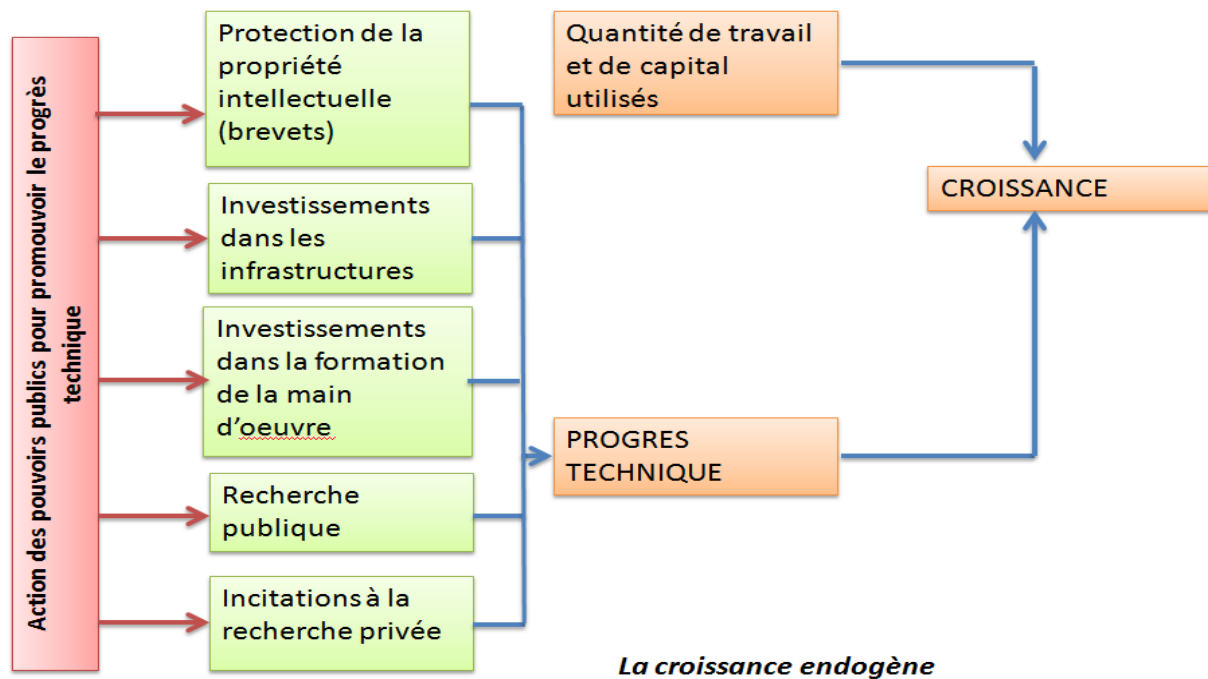 Action des pouvoirs publics pour promouvoir le progrès
technique
Protection de la
propriété
intellectuelle
(brevets)
Investissements
dans les
infrastructures
Investissements
dans la formation
de la main
d'oeuvre
Recherche
publique
Incitations à la
recherche privée
Quantité de travail
et de capital
utilisés
PROGRES
TECHNIQUE
CROISSANCE
La croissance endogène